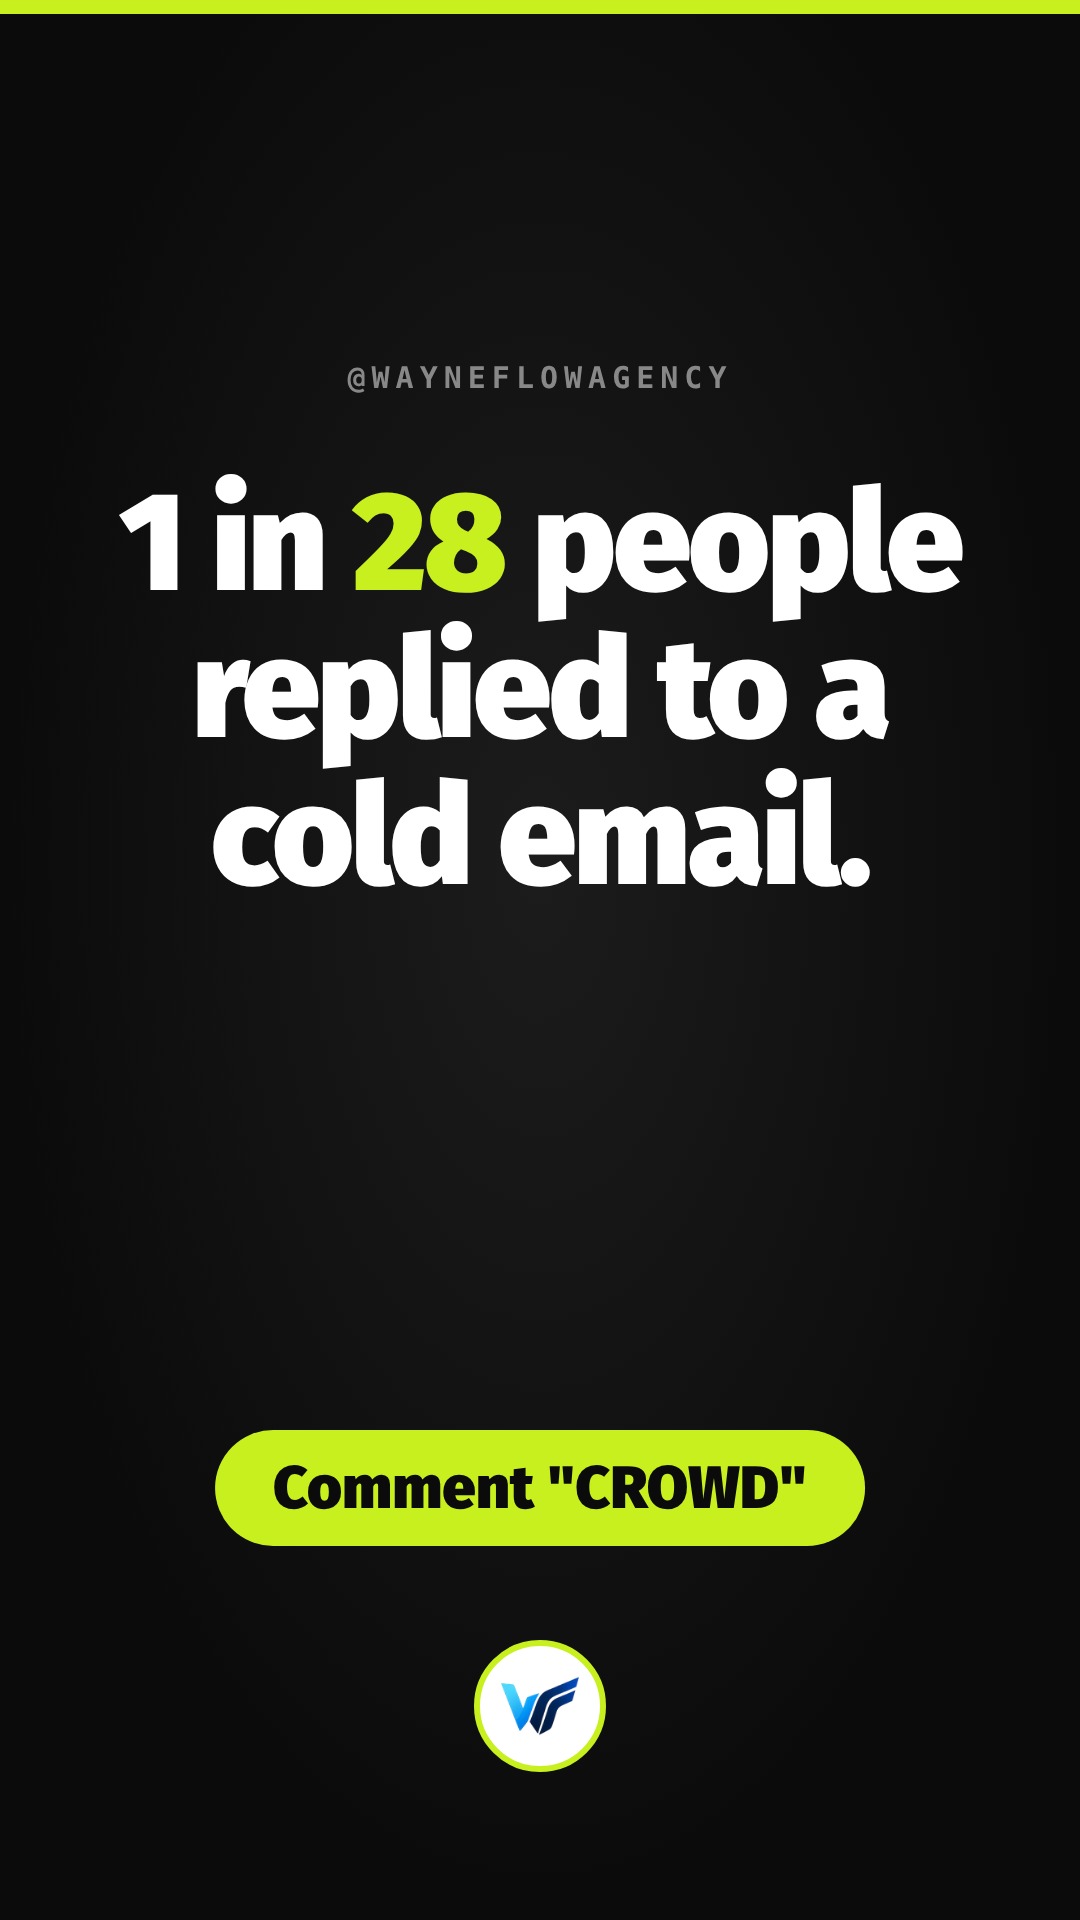 @WAYNEFLOWAGENCY
1 in 28 people
replied to a
cold email.
Comment "CROWD"